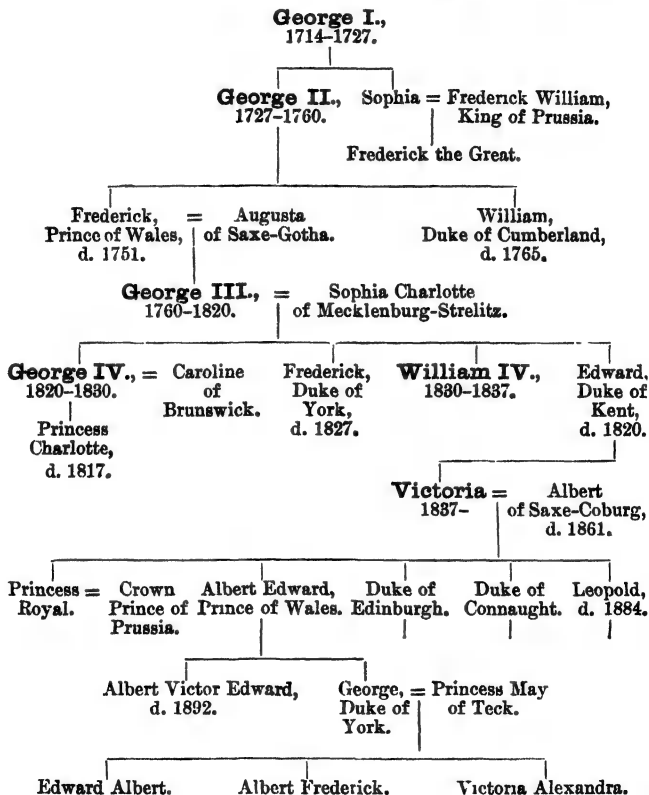 George I.,
1714–1727.
George II., Sophia = Frederick William,
1727–1760. King of Prussia.
Frederick the Great.
Frederick, = Augusta William,
Prince of Wales, of Saxe-Gotha. Duke of Cumberland,
d. 1751. d. 1765.
George III., = Sophia Charlotte
1760–1820. of Mecklenburg-Strelitz.
George IV., = Caroline Frederick, William IV., Edward,
1820–1830. of Duke of 1830–1837. Duke of
Princess Brunswick. York, Kent,
Charlotte, d. 1827. d. 1820.
d. 1817.
Victoria = Albert
1837– of Saxe-Coburg,
d. 1861.
Princess = Crown Albert Edward, Duke of Duke of Leopold,
Royal. Prince of Prince of Wales. Edinburgh. Connaught. d. 1884.
Prussia.
Albert Victor Edward, George, = Princess May
d. 1892. Duke of of Teck.
York.
Edward Albert. Albert Frederick. Victoria Alexandra.